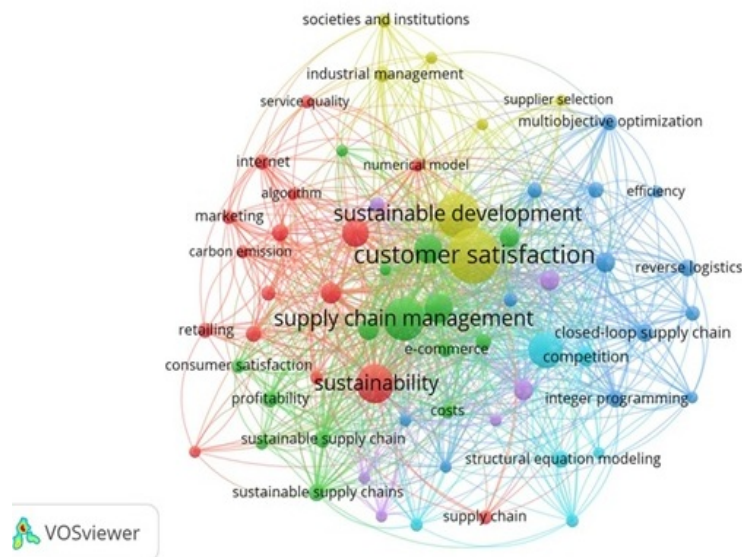 societies and institutions
industrial management
service quality
supplier selection
multiobjective optimization
internet
numerical model
algorithm
efficiency
marketing
sustainable development
carbon emission
customer satisfaction
reverse logistics
supply chain management
retailing
closed-loop supply chain
e-commerce
competition
consumer satisfaction
sustainability
profitability
integer programming
costs
sustainable supply chain
structural equation modeling
sustainable supply chains
supply chain
VOSviewer